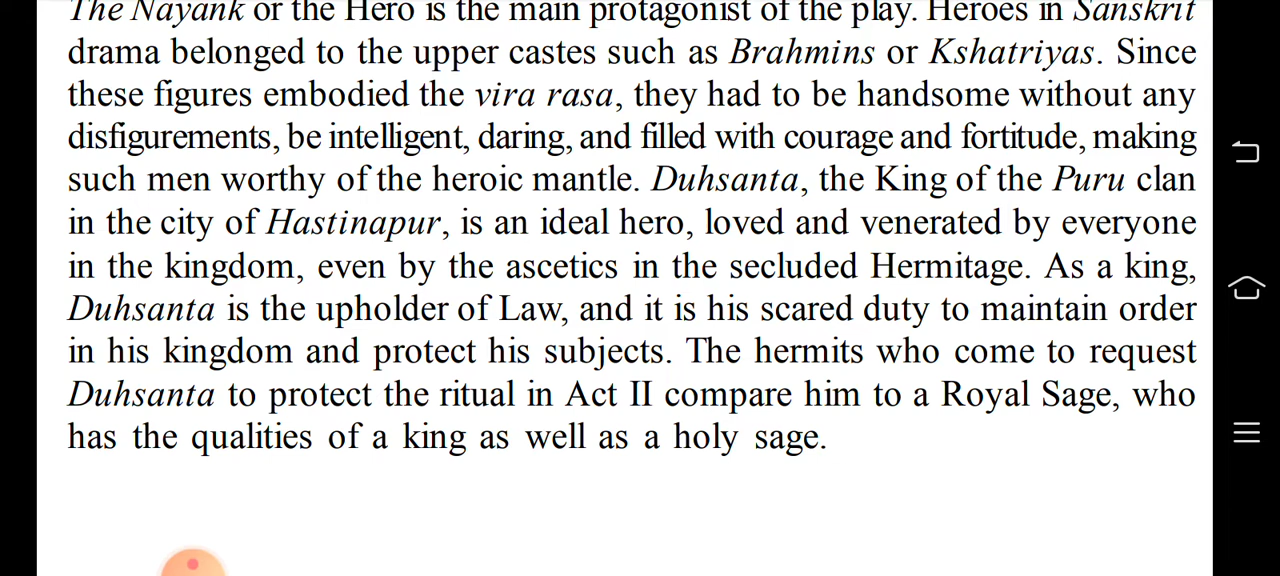 The Nayank or the Hero is the main protagonist of the play. Heroes in Sanskrit
drama belonged to the upper castes such as Brahmins or Kshatriyas. Since
these figures embodied the vira rasa, they had to be handsome without any
disfigurements, be intelligent, daring, and filled with courage and fortitude, making
such men worthy of the heroic mantle. Duhsanta, the King of the Puru clan
in the city of Hastinapur, is an ideal hero, loved and venerated by everyone
in the kingdom, even by the ascetics in the secluded Hermitage. As a king,
Duhsanta is the upholder of Law, and it is his scared duty to maintain order
in his kingdom and protect his subjects. The hermits who come to request
Duhsanta to protect the ritual in Act II compare him to a Royal Sage, who
has the qualities of a king as well as a holy sage.